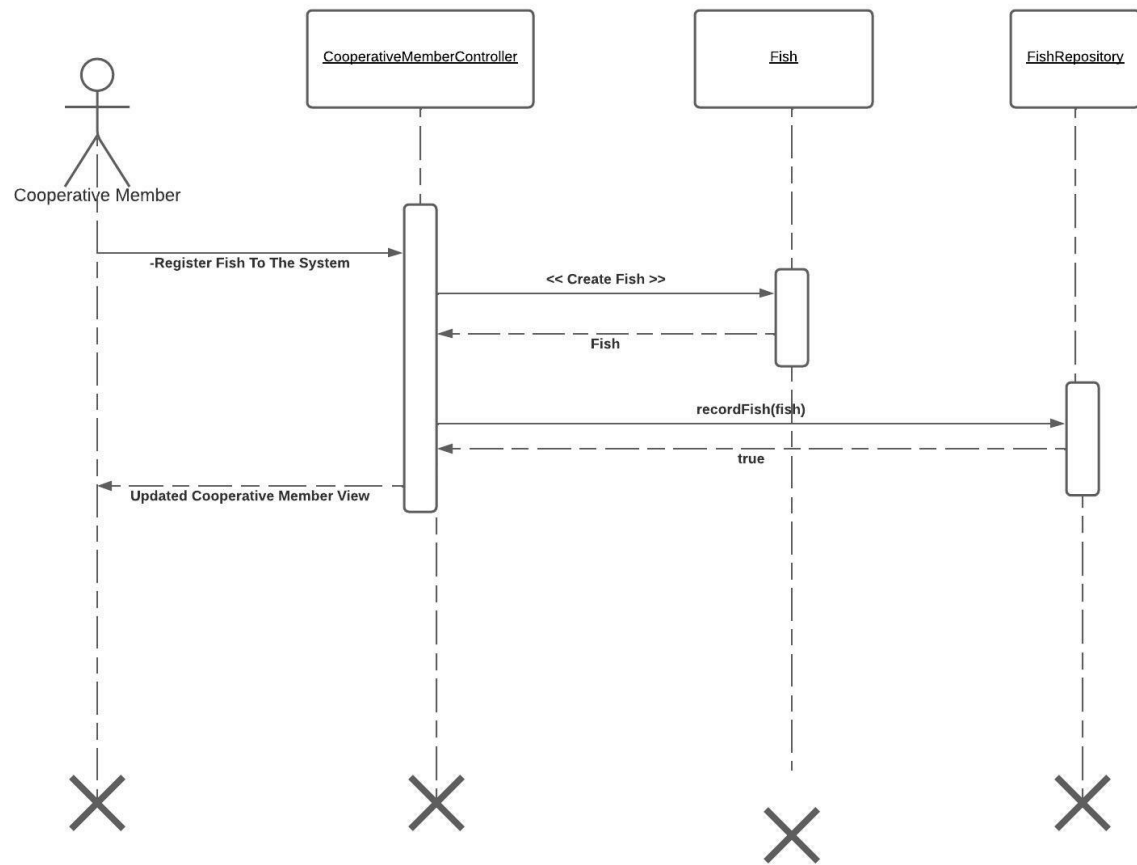 CooperativeMemberController
Fish
FishRepository
Cooperative Member
-Register Fish To The System
<< Create Fish >>
Fish
recordFish(fish)
true
Updated Cooperative Member View